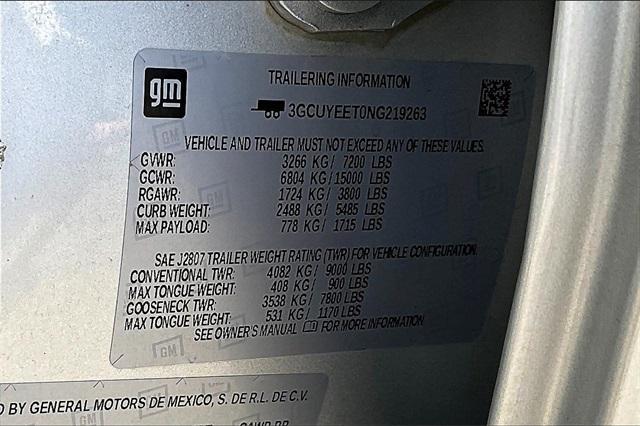 gm
TRAILERING INFORMATION
3GCUYEET0NG219263
VEHICLE AND TRAILER MUST NOT EXCEED ANY OF THESE VALUES.
GVWR: 3266 KG / 7200 LBS
GCWR: 6804 KG / 15000 LBS
RGAWR: 1724 KG / 3800 LBS
CURB WEIGHT: 2488 KG / 5485 LBS
MAX PAYLOAD: 778 KG / 1715 LBS
SAE J2807 TRAILER WEIGHT RATING (TWR) FOR VEHICLE CONFIGURATION.
CONVENTIONAL TWR: 4082 KG / 9000 LBS
MAX TONGUE WEIGHT: 408 KG / 900 LBS
GOOSENECK TWR: 3538 KG / 7800 LBS
MAX TONGUE WEIGHT: 531 KG / 1170 LBS
SEE OWNER'S MANUAL FOR MORE INFORMATION
GM
D BY GENERAL MOTORS DE MEXICO, S. DE R.L. DE C.V.